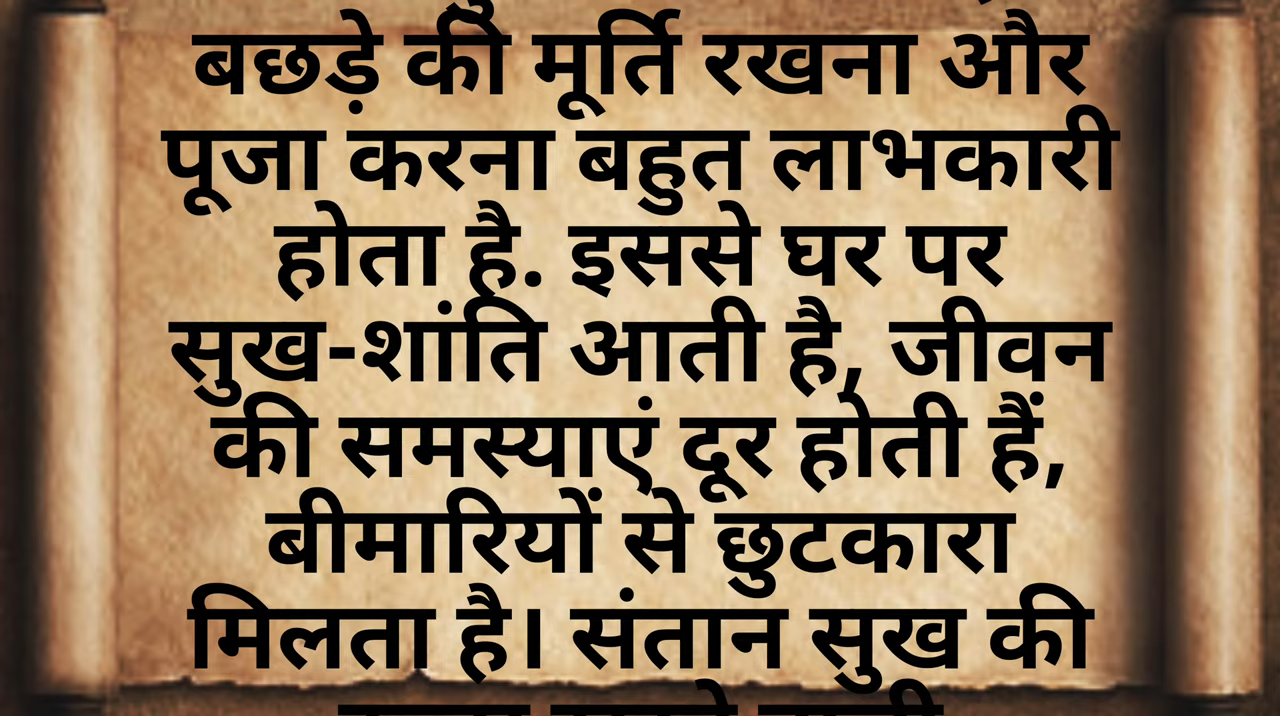 बछड़े की मूर्ति रखना और
पूजा करना बहुत लाभकारी
होता है. इससे घर पर
सुख-शांति आती है, जीवन
की समस्याएं दूर होती हैं,
बीमारियों से छुटकारा
मिलता है। संतान सुख की